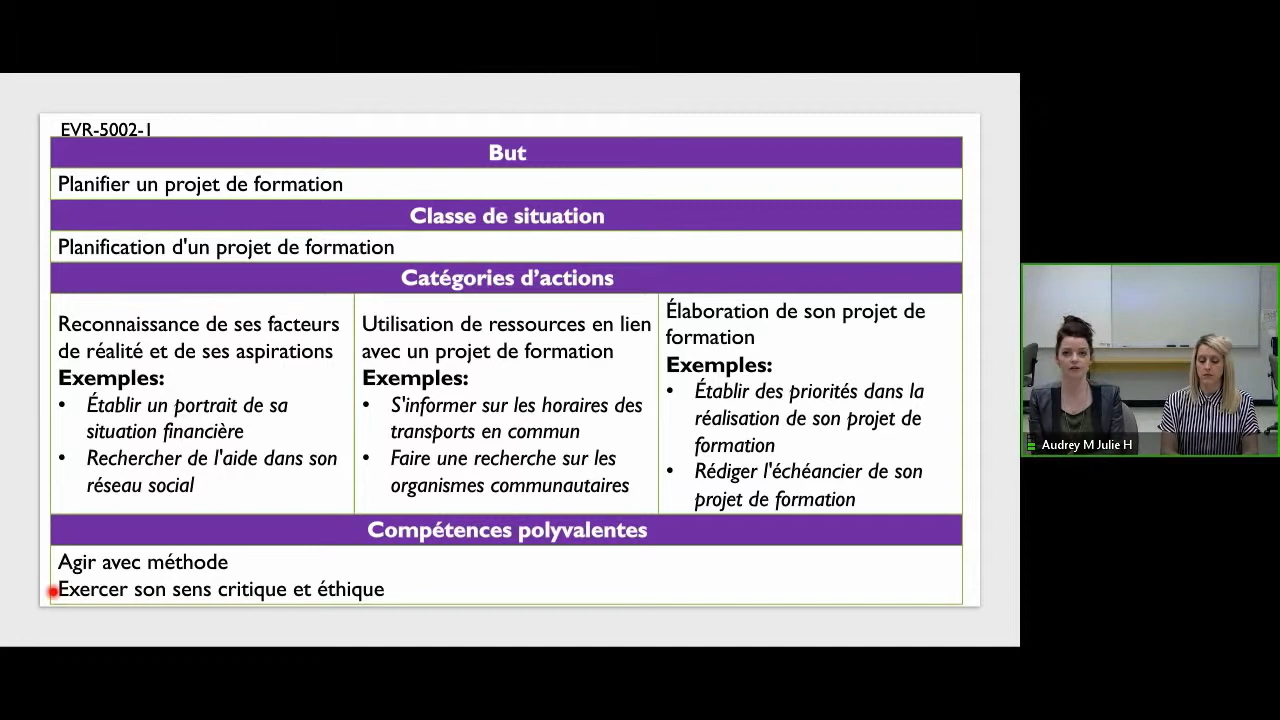 EVR-5002-1
But
Planifier un projet de formation
Classe de situation
Planification d'un projet de formation
Catégories d’actions
Reconnaissance de ses facteurs
de réalité et de ses aspirations
Exemples:
• Établir un portrait de sa
situation financière
• Rechercher de l'aide dans son
réseau social
Utilisation de ressources en lien
avec un projet de formation
Exemples:
• S'informer sur les horaires des
transports en commun
• Faire une recherche sur les
organismes communautaires
Élaboration de son projet de
formation
Exemples:
• Établir des priorités dans la
réalisation de son projet de
formation
• Rédiger l'échéancier de son
projet de formation
Compétences polyvalentes
Agir avec méthode
Exercer son sens critique et éthique
Audrey M Julie H